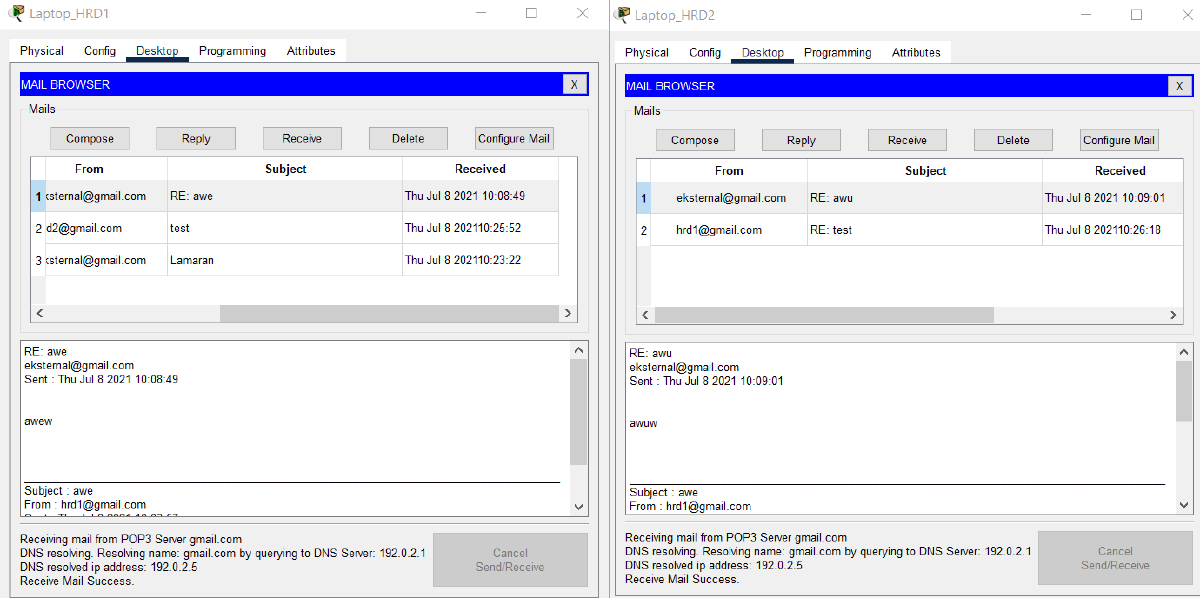 Laptop_HRD1
Physical Config Desktop Programming Attributes
MAIL BROWSER X
Mails
Compose Reply Receive Delete Configure Mail
From Subject Received
1 ksternal@gmail.com RE: awe Thu Jul 8 2021 10:08:49
2 d2@gmail.com test Thu Jul 8 202110:25:52
3 ksternal@gmail.com Lamaran Thu Jul 8 202110:23:22
RE: awe
eksternal@gmail.com
Sent : Thu Jul 8 2021 10:08:49
awew
Subject : awe
From : hrd1@gmail.com
Receiving mail from POP3 Server gmail.com
DNS resolving. Resolving name: gmail.com by querying to DNS Server: 192.0.2.1
DNS resolved ip address: 192.0.2.5
Receive Mail Success.
Cancel
Send/Receive
Laptop_HRD2
Physical Config Desktop Programming Attributes
MAIL BROWSER X
Mails
Compose Reply Receive Delete Configure Mail
From Subject Received
1 eksternal@gmail.com RE: awu Thu Jul 8 2021 10:09:01
2 hrd1@gmail.com RE: test Thu Jul 8 202110:26:18
RE: awu
eksternal@gmail.com
Sent : Thu Jul 8 2021 10:09:01
awuw
Subject : awe
From : hrd1@gmail.com
Receiving mail from POP3 Server gmail.com
DNS resolving. Resolving name: gmail.com by querying to DNS Server: 192.0.2.1
DNS resolved ip address: 192.0.2.5
Receive Mail Success.
Cancel
Send/Receive